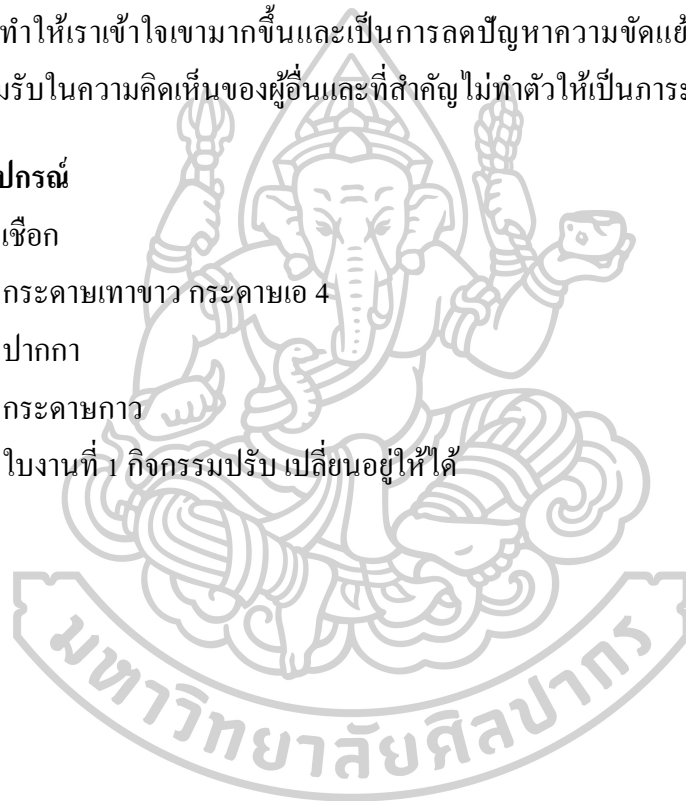 ทำให้เราเข้าใจเขามากขึ้นและเป็นการลดปัญหาความขัดแย้
มรับในความคิดเห็นของผู้อื่นและที่สำคัญไม่ทำตัวให้เป็นภาระ
ปกรณ์
เชือก
กระดาษเทาขาว กระดาษเอ 4
ปากกา
กระดาษกาว
ใบงานที่ 1 กิจกรรมปรับ เปลี่ยนอยู่ให้ได้
มหาวิทยาลัยศิลปากร